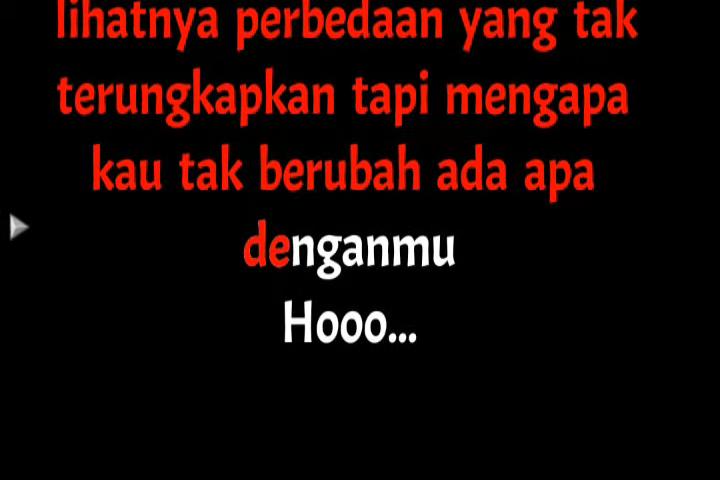 lihatnya perbedaan yang tak
terungkapkan tapi mengapa
kau tak berubah ada apa
denganmu
Hooo...